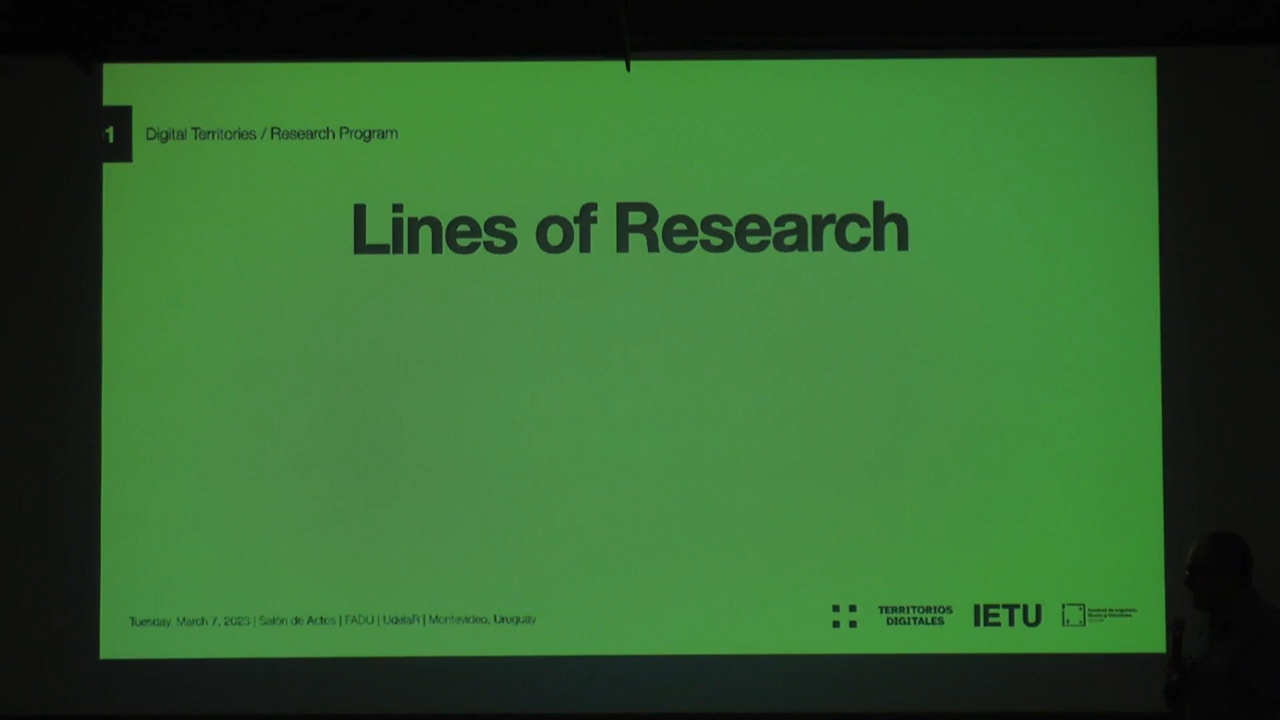 1
Digital Territories / Research Program
Lines of Research
Tuesday, March 7, 2023 | Salón de Actos | FADU | UdelaR | Montevideo, Uruguay
TERRITORIOS
DIGITALES
IETU